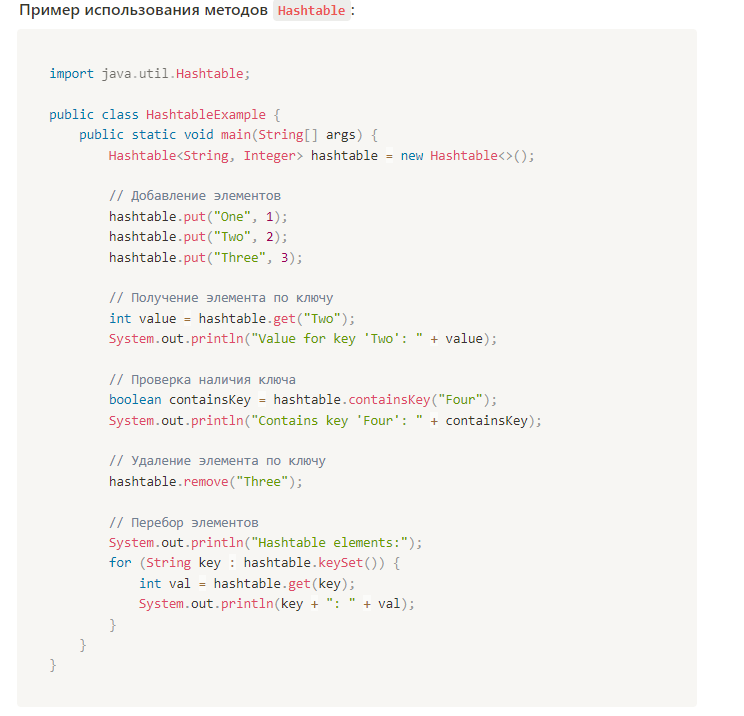 Пример использования методов Hashtable:
import java.util.Hashtable;
public class HashtableExample {
public static void main(String[] args) {
Hashtable<String, Integer> hashtable = new Hashtable<>();
// Добавление элементов
hashtable.put("One", 1);
hashtable.put("Two", 2);
hashtable.put("Three", 3);
// Получение элемента по ключу
int value = hashtable.get("Two");
System.out.println("Value for key 'Two': " + value);
// Проверка наличия ключа
boolean containsKey = hashtable.containsKey("Four");
System.out.println("Contains key 'Four': " + containsKey);
// Удаление элемента по ключу
hashtable.remove("Three");
// Перебор элементов
System.out.println("Hashtable elements:");
for (String key : hashtable.keySet()) {
int val = hashtable.get(key);
System.out.println(key + ": " + val);
}
}
}